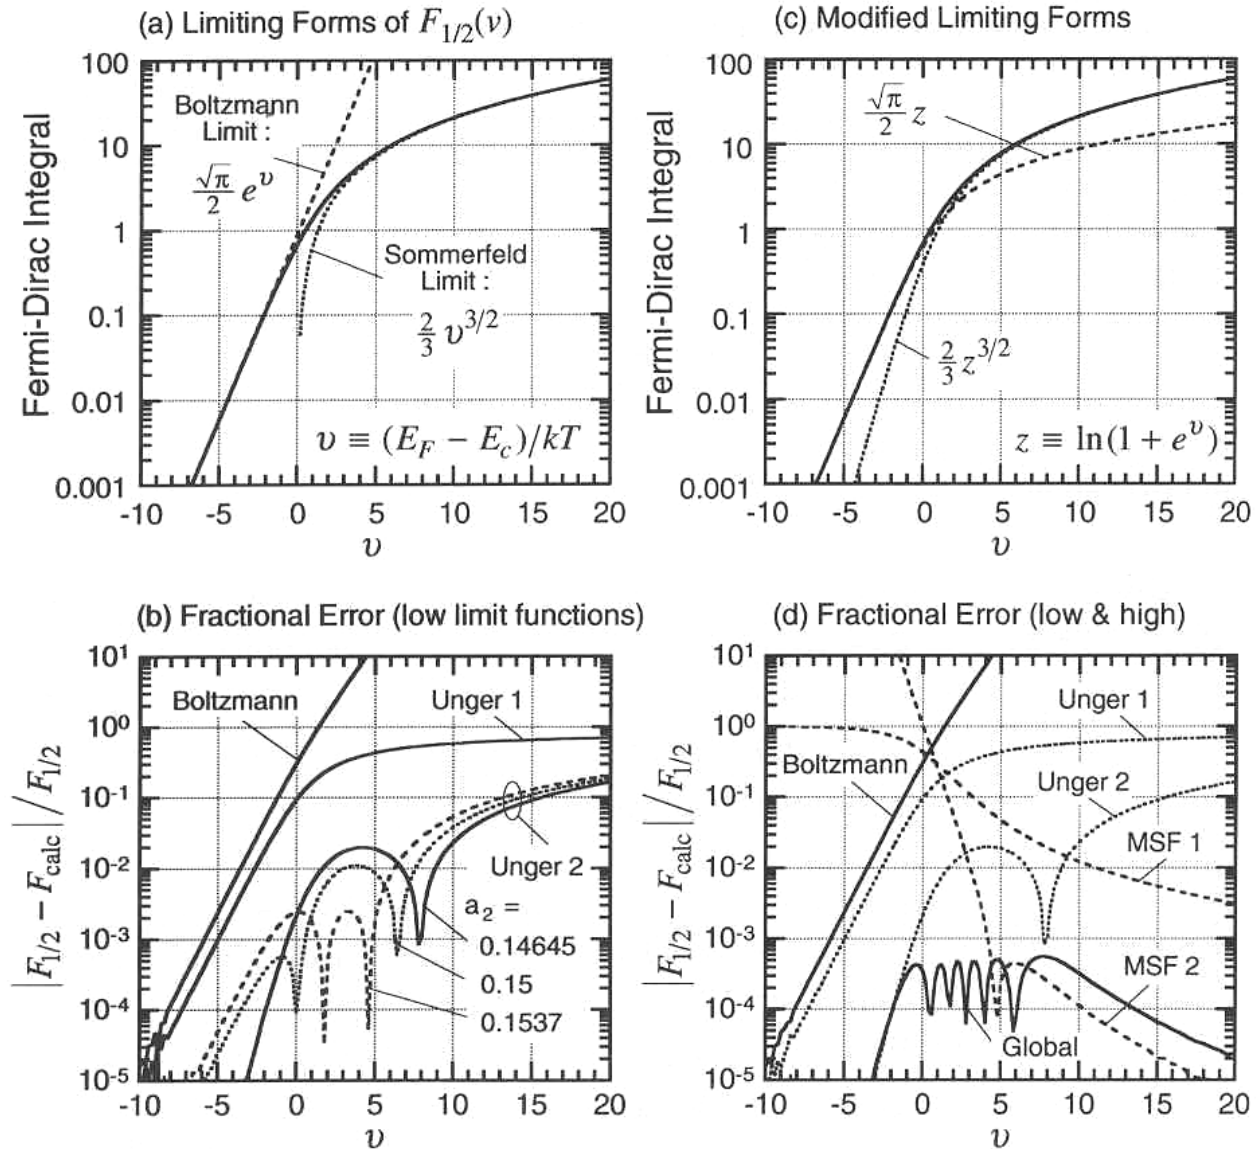 (a) Limiting Forms of F1/2(ν)
Fermi-Dirac Integral
100
10
1
0.1
0.01
0.001
Boltzmann
Limit :
√π/2 e^υ
Sommerfeld
Limit :
2/3 υ^3/2
υ ≡ (E_F − E_c)/kT
-10 -5 0 5 10 15 20
υ
(c) Modified Limiting Forms
Fermi-Dirac Integral
100
10
1
0.1
0.01
0.001
√π/2 z
2/3 z^3/2
z ≡ ln(1 + e^υ)
-10 -5 0 5 10 15 20
υ
(b) Fractional Error (low limit functions)
|F1/2 − Fcalc| / F1/2
10^1
10^0
10^-1
10^-2
10^-3
10^-4
10^-5
Boltzmann
Unger 1
Unger 2
a2 =
0.14645
0.15
0.1537
-10 -5 0 5 10 15 20
υ
(d) Fractional Error (low & high)
|F1/2 − Fcalc| / F1/2
10^1
10^0
10^-1
10^-2
10^-3
10^-4
10^-5
Unger 1
Boltzmann
Unger 2
MSF 1
MSF 2
Global
-10 -5 0 5 10 15 20
υ